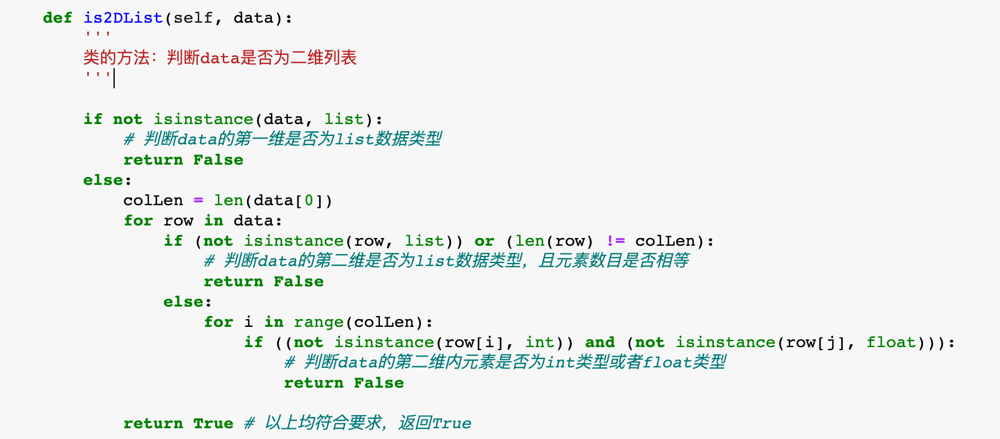 def is2DList(self, data):
'''
类的方法：判断data是否为二维列表
'''
if not isinstance(data, list):
# 判断data的第一维是否为list数据类型
return False
else:
colLen = len(data[0])
for row in data:
if (not isinstance(row, list)) or (len(row) != colLen):
# 判断data的第二维是否为list数据类型，且元素数目是否相等
return False
else:
for i in range(colLen):
if ((not isinstance(row[i], int)) and (not isinstance(row[j], float))):
# 判断data的第二维内元素是否为int类型或者float类型
return False
return True # 以上均符合要求，返回True